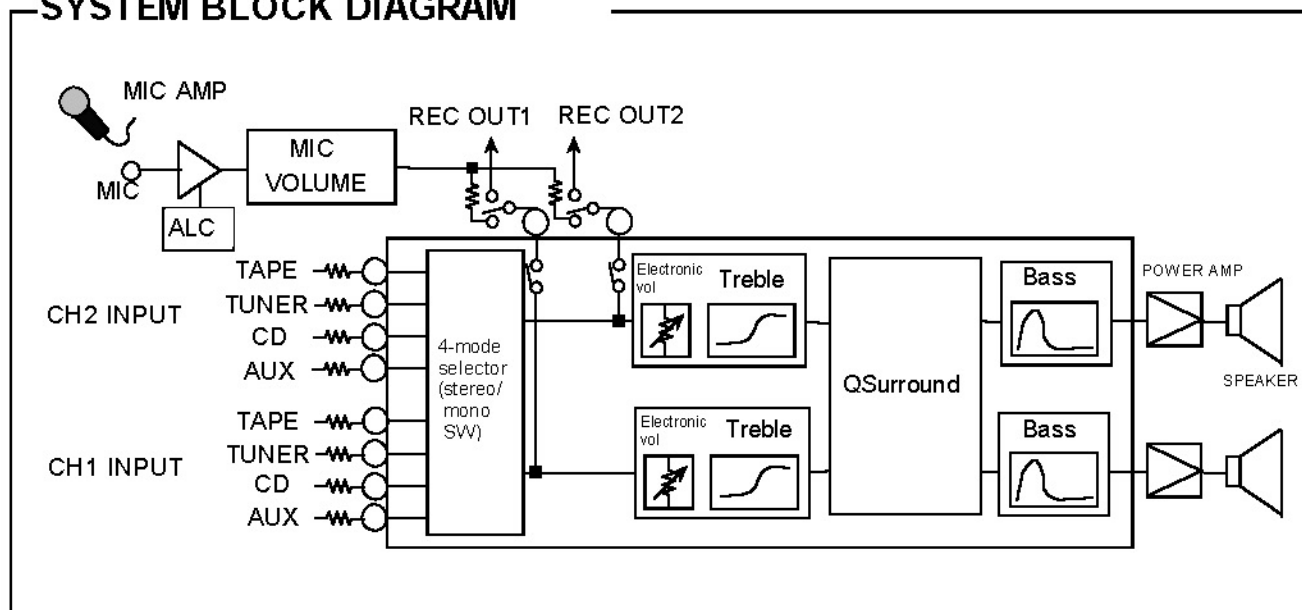 SYSTEM BLOCK DIAGRAM
MIC AMP
REC OUT1
REC OUT2
MIC
MIC
VOLUME
ALC
CH2 INPUT
TAPE
TUNER
CD
AUX
CH1 INPUT
TAPE
TUNER
CD
AUX
4-mode
selector
(stereo/
mono
SW)
Electronic
vol
Treble
Electronic
vol
Treble
QSurround
Bass
Bass
POWER AMP
SPEAKER